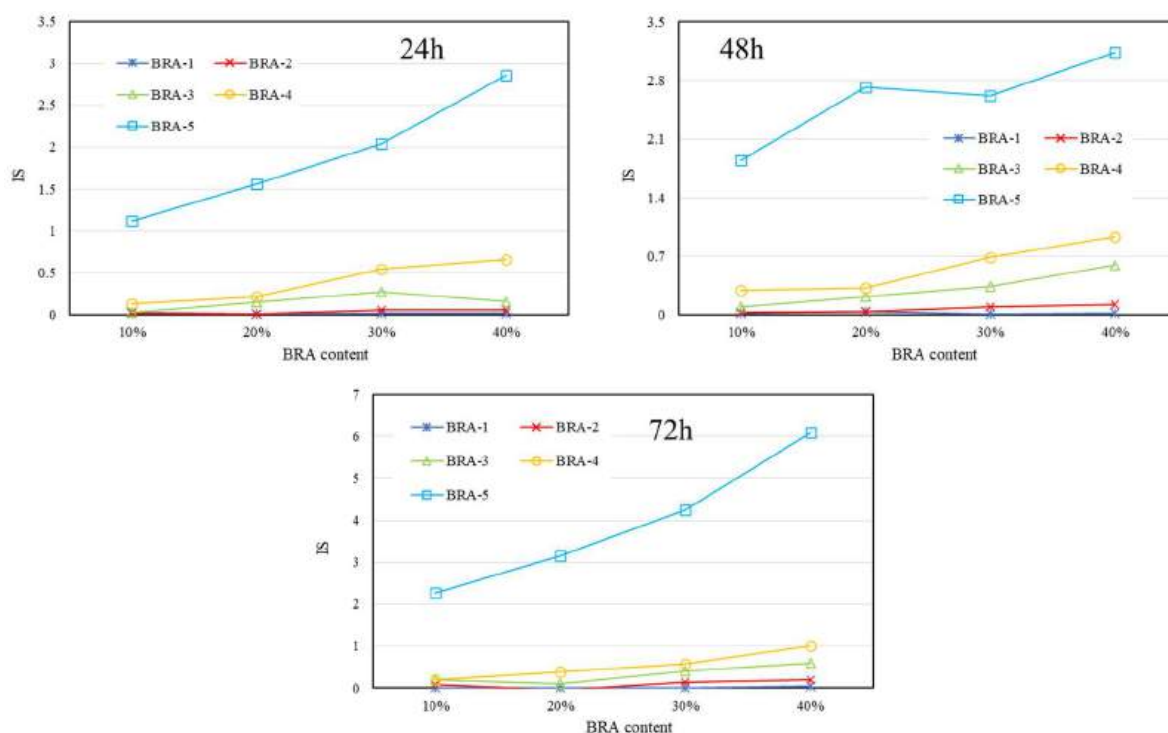 24h
3.5
3
2.5
2
1.5
1
0.5
0
IS
BRA-1 BRA-2
BRA-3 BRA-4
BRA-5
10% 20% 30% 40%
BRA content
48h
3.5
2.8
2.1
1.4
0.7
0
IS
BRA-1 BRA-2
BRA-3 BRA-4
BRA-5
10% 20% 30% 40%
BRA content
72h
7
6
5
4
3
2
1
0
IS
BRA-1 BRA-2
BRA-3 BRA-4
BRA-5
10% 20% 30% 40%
BRA content